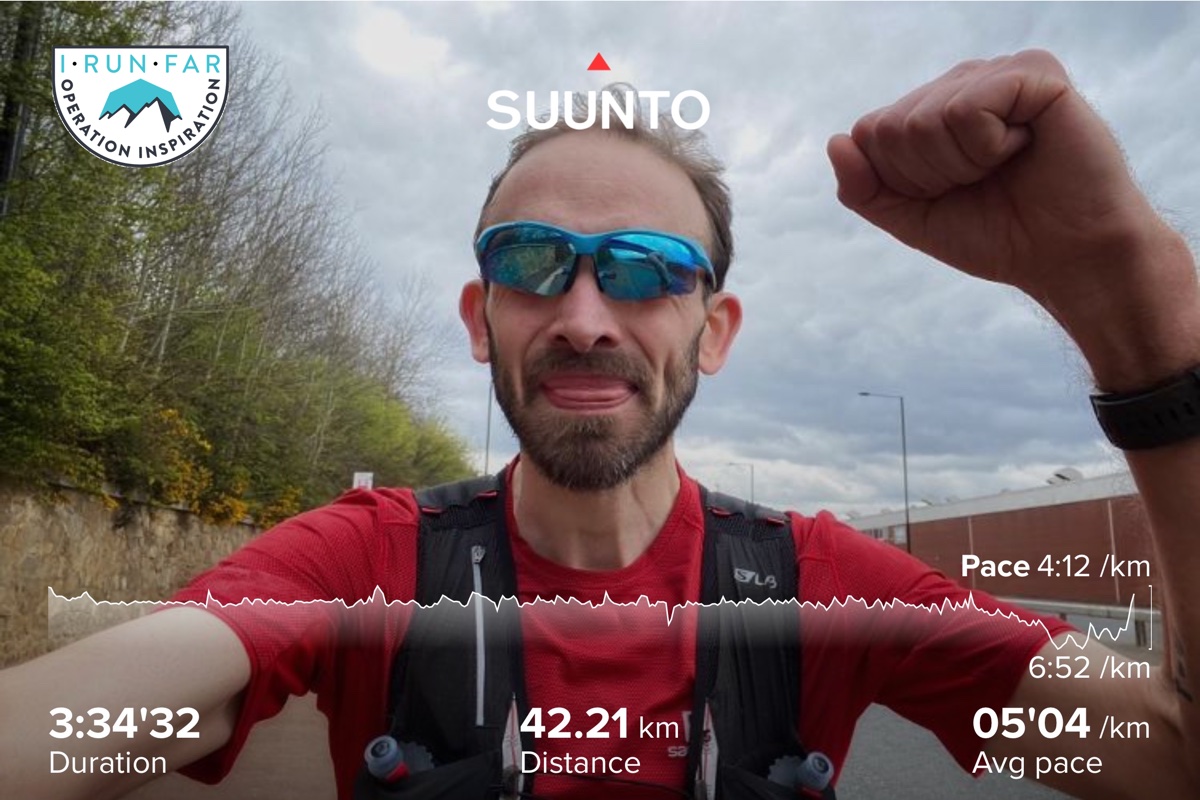 I·RUN·FAR
OPERATION INSPIRATION
SUUNTO
S/LAB
Pace 4:12 /km
6:52 /km
3:34'32
Duration
42.21 km
Distance
05'04 /km
Avg pace